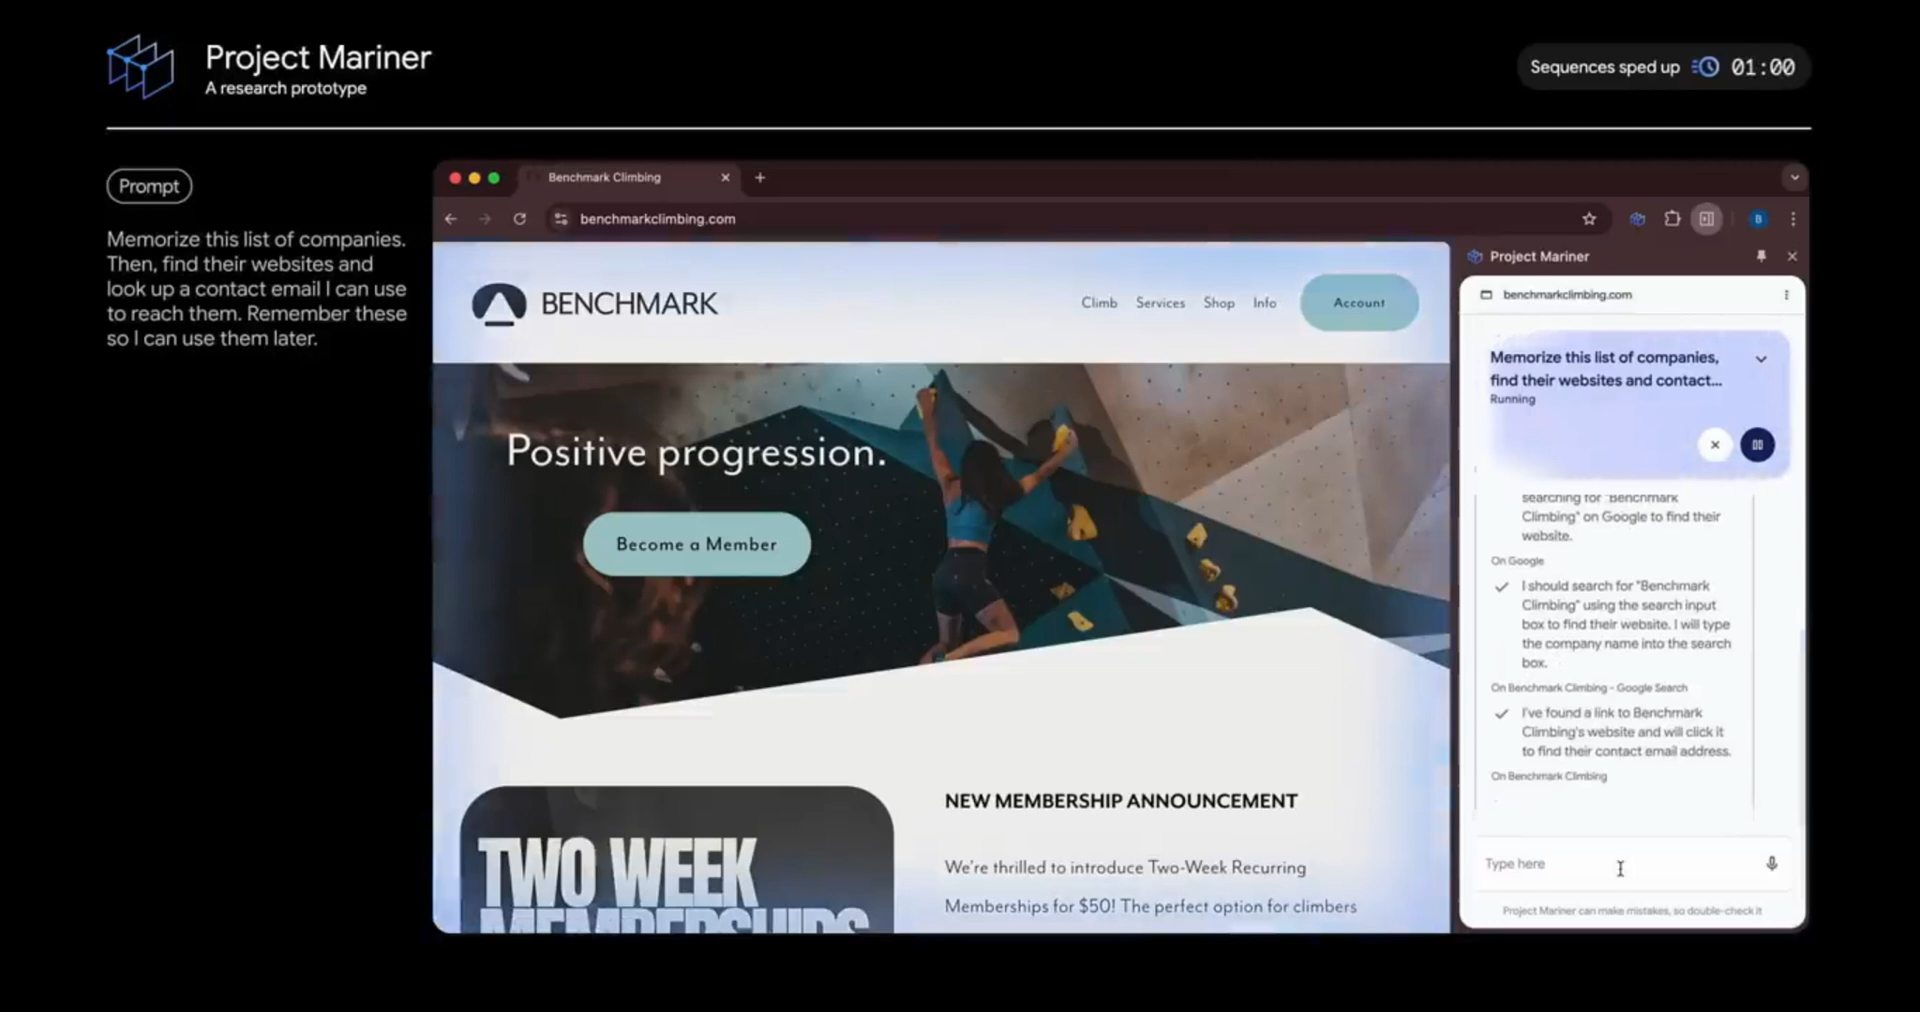 Project Mariner
A research prototype
Sequences sped up 01:00
Prompt
Memorize this list of companies.
Then, find their websites and
look up a contact email I can use
to reach them. Remember these
so I can use them later.
Benchmark Climbing
benchmarkclimbing.com
B
BENCHMARK
Climb Services Shop Info Account
Positive progression.
Become a Member
TWO WEEK
MEMBERSHIPS
NEW MEMBERSHIP ANNOUNCEMENT
We're thrilled to introduce Two-Week Recurring
Memberships for $50! The perfect option for climbers
Project Mariner
benchmarkclimbing.com
Memorize this list of companies,
find their websites and contact...
Running
searching for "Benchmark
Climbing" on Google to find their
website.
On Google
I should search for "Benchmark
Climbing" using the search input
box to find their website. I will type
the company name into the search
box.
On Benchmark Climbing - Google Search
I've found a link to Benchmark
Climbing's website and will click it
to find their contact email address.
On Benchmark Climbing
Type here
Project Mariner can make mistakes, so double-check it